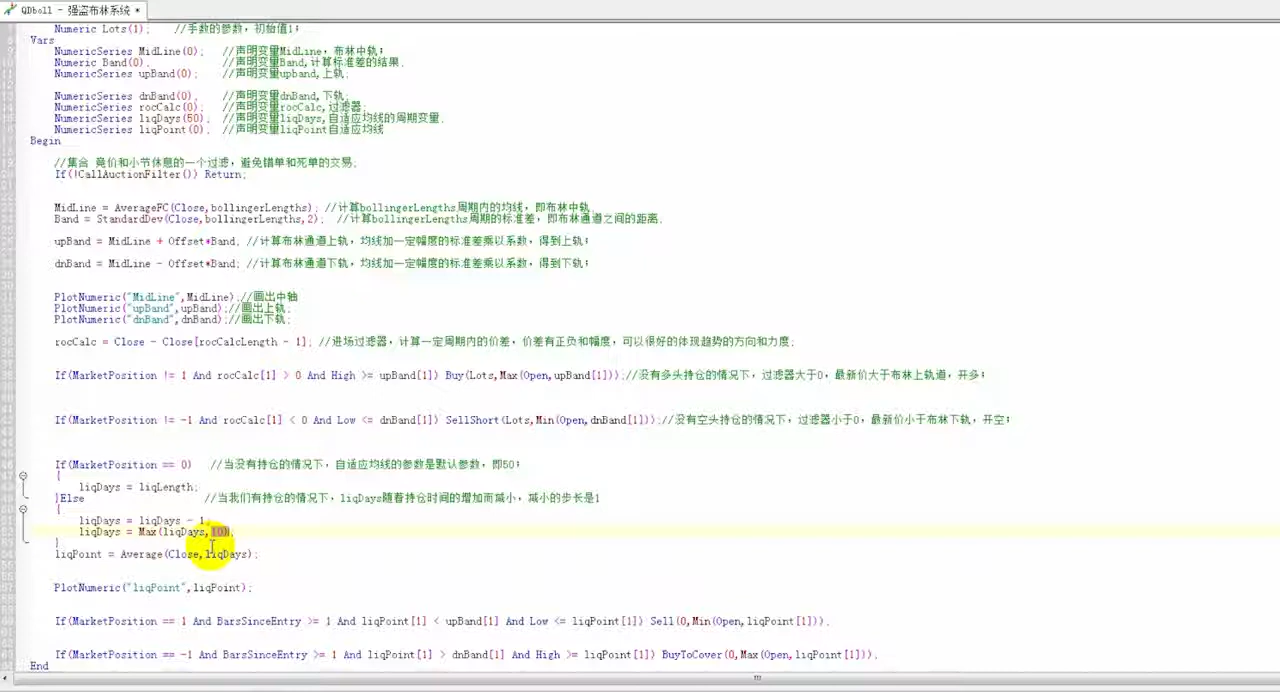 QDboll - 强盗布林系统 *
Numeric Lots(1); //手数的参数，初始值1；
Vars
NumericSeries MidLine(0); //声明变量MidLine，布林中轨；
Numeric Band(0); //声明变量Band,计算标准差的结果;
NumericSeries upBand(0); //声明变量upband,上轨;
NumericSeries dnBand(0); //声明变量dnBand,下轨;
NumericSeries rocCalc(0); //声明变量rocCalc,过滤器;
NumericSeries liqDays(50); //声明变量liqDays,自适应均线的周期变量;
NumericSeries liqPoint(0); //声明变量liqPoint自适应均线
Begin
//集合 竟价和小节休息的一个过滤，避免错单和死单的交易;
If(!CallAuctionFilter()) Return;
MidLine = AverageFC(Close,bollingerLengths); //计算bollingerLengths周期内的均线，即布林中轨;
Band = StandardDev(Close,bollingerLengths,2); //计算bollingerLengths周期的标准差，即布林通道之间的距离;
upBand = MidLine + Offset*Band; //计算布林通道上轨，均线加一定幅度的标准差乘以系数，得到上轨；
dnBand = MidLine - Offset*Band; //计算布林通道下轨，均线加一定幅度的标准差乘以系数，得到下轨；
PlotNumeric("MidLine",MidLine);//画出中轴
PlotNumeric("upBand",upBand);//画出上轨;
PlotNumeric("dnBand",dnBand);//画出下轨;
rocCalc = Close - Close[rocCalcLength - 1]; //进场过滤器，计算一定周期内的价差，价差有正负和幅度，可以很好的体现趋势的方向和力度;
If(MarketPosition != 1 And rocCalc[1] > 0 And High >= upBand[1]) Buy(Lots,Max(Open,upBand[1]));//没有多头持仓的情况下，过滤器大于0，最新价大于布林上轨道，开多；
If(MarketPosition != -1 And rocCalc[1] < 0 And Low <= dnBand[1]) SellShort(Lots,Min(Open,dnBand[1]));//没有空头持仓的情况下，过滤器小于0，最新价小于布林下轨，开空；
If(MarketPosition == 0) //当没有持仓的情况下，自适应均线的参数是默认参数，即50；
{
liqDays = liqLength;
}Else //当我们有持仓的情况下，liqDays随着持仓时间的增加而减小，减小的步长是1
{
liqDays = liqDays - 1;
liqDays = Max(liqDays,10);
}
liqPoint = Average(Close,liqDays);
PlotNumeric("liqPoint",liqPoint);
If(MarketPosition == 1 And BarsSinceEntry >= 1 And liqPoint[1] < upBand[1] And Low <= liqPoint[1]) Sell(0,Min(Open,liqPoint[1]));
If(MarketPosition == -1 And BarsSinceEntry >= 1 And liqPoint[1] > dnBand[1] And High >= liqPoint[1]) BuyToCover(0,Max(Open,liqPoint[1]));
End